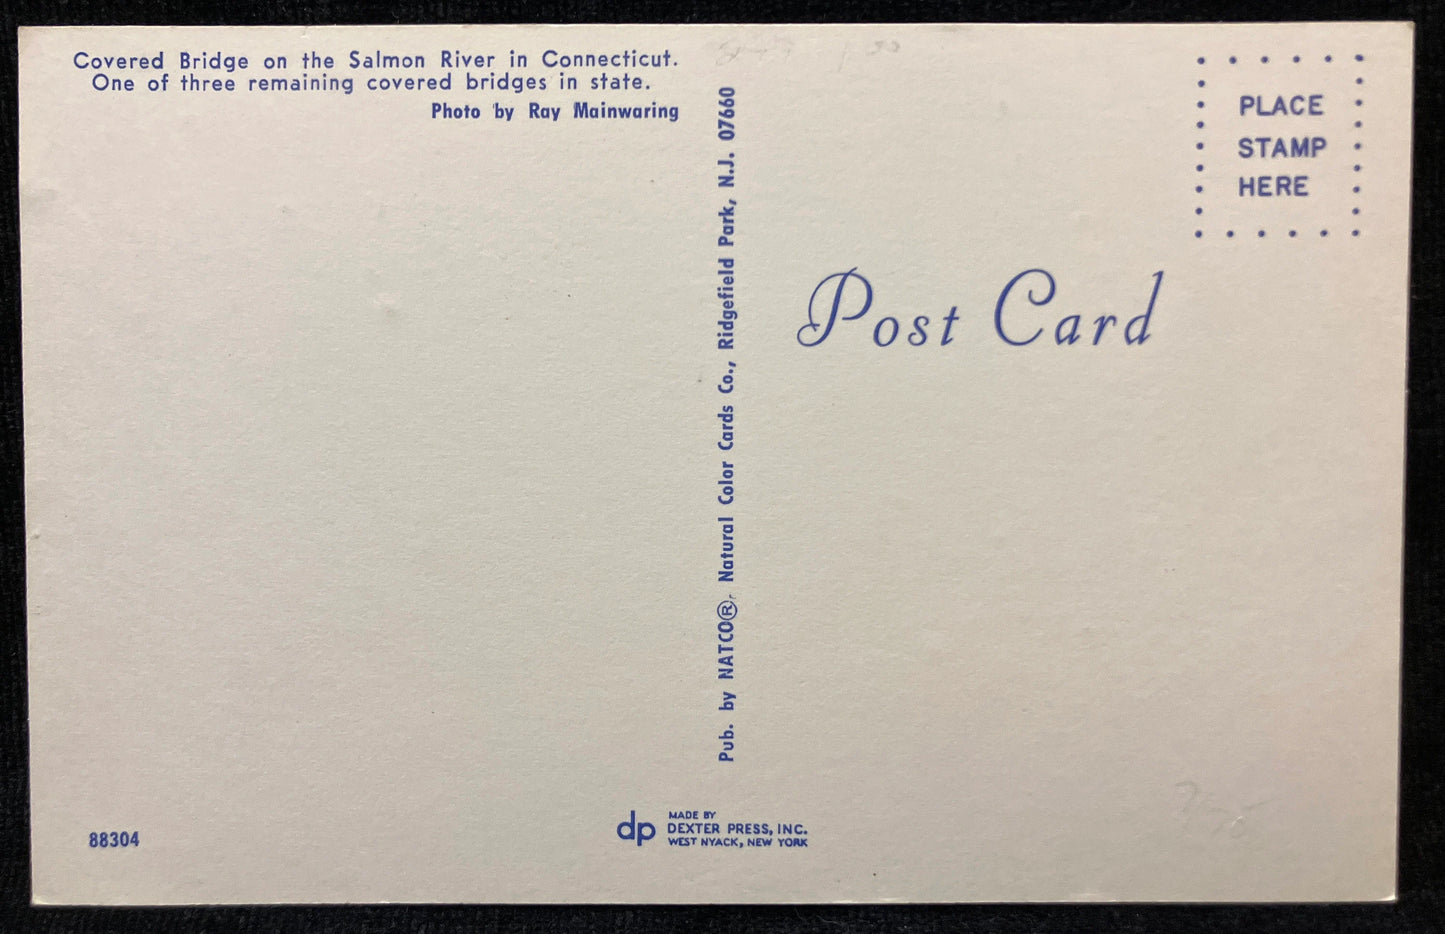 Covered Bridge on the Salmon River in Connecticut.
One of three remaining covered bridges in state.
Photo by Ray Mainwaring
Pub. by NATCO®, Natural Color Cards Co., Ridgefield Park, N.J. 07660
PLACE
STAMP
HERE
Post Card
88304
dp
MADE BY
DEXTER PRESS, INC.
WEST NYACK, NEW YORK